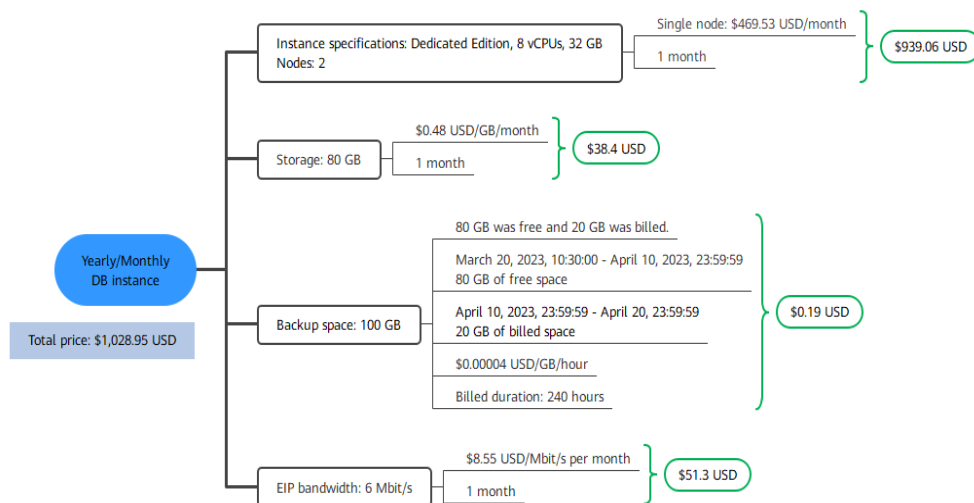 Yearly/Monthly
DB instance
Total price: $1,028.95 USD
Instance specifications: Dedicated Edition, 8 vCPUs, 32 GB
Nodes: 2
Single node: $469.53 USD/month
1 month
$939.06 USD
Storage: 80 GB
$0.48 USD/GB/month
1 month
$38.4 USD
Backup space: 100 GB
80 GB was free and 20 GB was billed.
March 20, 2023, 10:30:00 - April 10, 2023, 23:59:59
80 GB of free space
April 10, 2023, 23:59:59 - April 20, 23:59:59
20 GB of billed space
$0.00004 USD/GB/hour
Billed duration: 240 hours
$0.19 USD
EIP bandwidth: 6 Mbit/s
$8.55 USD/Mbit/s per month
1 month
$51.3 USD